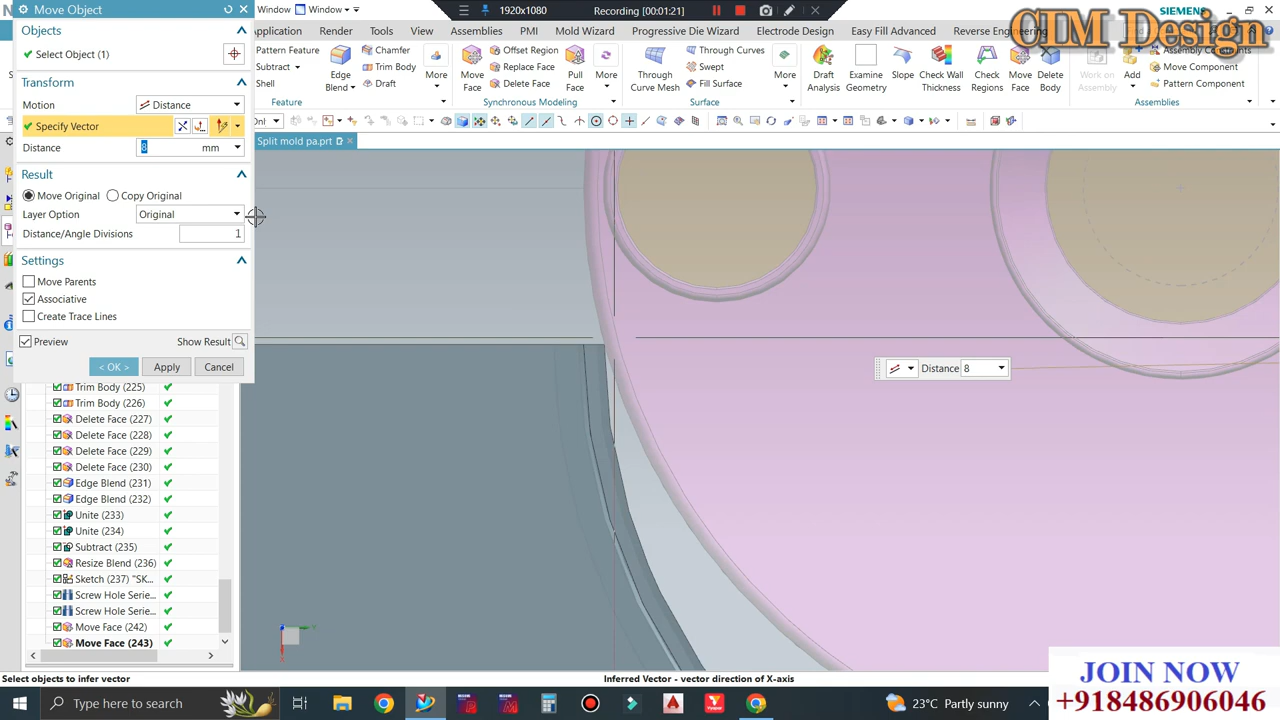 Move Object
1920x1080
Recording [00:01:21]
SIEMENS
CIM Design
Objects
Select Object (1)
Transform
Motion
Distance
Specify Vector
Distance
8
mm
Result
Move Original
Copy Original
Layer Option
Original
Distance/Angle Divisions
1
Settings
Move Parents
Associative
Create Trace Lines
Preview
Show Result
< OK >
Apply
Cancel
Window
Window
Application
Render
Tools
View
Assemblies
PMI
Mold Wizard
Progressive Die Wizard
Electrode Design
Easy Fill Advanced
Reverse Engineering
Pattern Feature
Subtract
Shell
Edge Blend
Chamfer
Trim Body
Draft
More
Feature
Move Face
Offset Region
Replace Face
Delete Face
Pull Face
More
Synchronous Modeling
Through Curve Mesh
Through Curves
Swept
Fill Surface
More
Surface
Draft Analysis
Examine Geometry
Slope
Check Wall Thickness
Check Regions
Move Face
Delete Body
Work on Assembly
Add
Assembly Constraints
Move Component
Pattern Component
Assemblies
Split mold pa.prt
Distance 8
Trim Body (225)
Trim Body (226)
Delete Face (227)
Delete Face (228)
Delete Face (229)
Delete Face (230)
Edge Blend (231)
Edge Blend (232)
Unite (233)
Unite (234)
Subtract (235)
Resize Blend (236)
Sketch (237) "SK...
Screw Hole Serie...
Screw Hole Serie...
Move Face (242)
Move Face (243)
Y
X
Select objects to infer vector
Inferred Vector - vector direction of X-axis
JOIN NOW
+918486906046
Type here to search
23°C Partly sunny